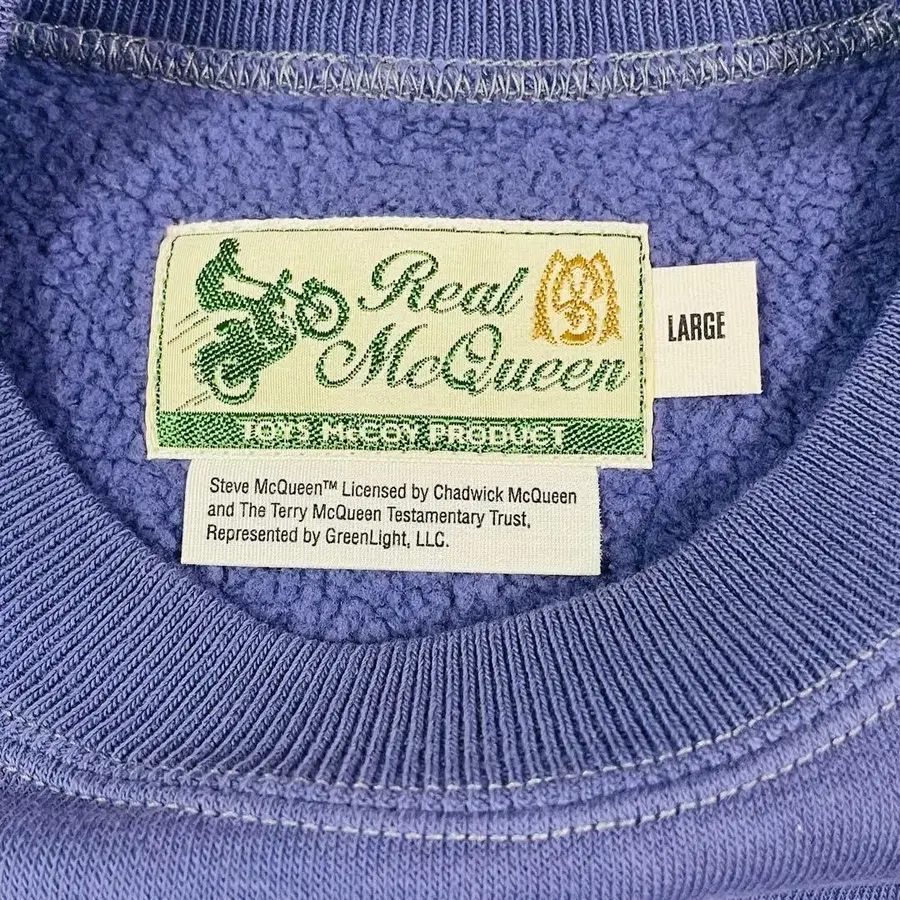 Real
McQueen
TOYS McCOY PRODUCT
LARGE
Steve McQueen™ Licensed by Chadwick McQueen
and The Terry McQueen Testamentary Trust,
Represented by GreenLight, LLC.